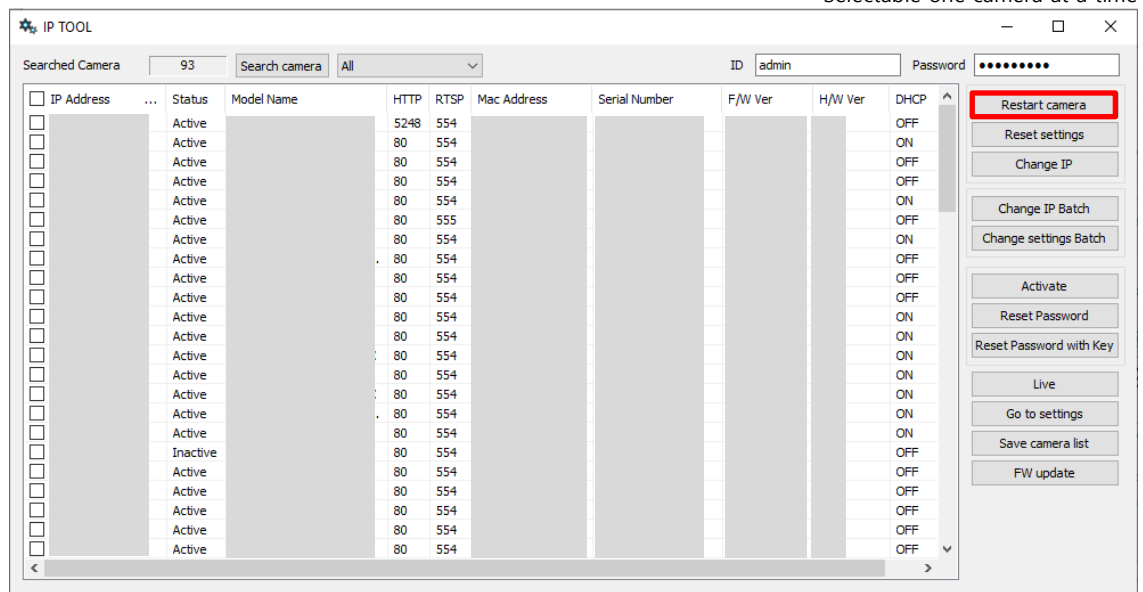 Selectable one camera at a time
IP TOOL
Searched Camera 93 Search camera All ID admin Password •••••••••
IP Address ... Status Model Name HTTP RTSP Mac Address Serial Number F/W Ver H/W Ver DHCP
Active 5248 554 OFF
Active 80 554 ON
Active 80 554 OFF
Active 80 554 OFF
Active 80 554 ON
Active 80 555 OFF
Active 80 554 ON
Active . 80 554 OFF
Active 80 554 OFF
Active 80 554 OFF
Active 80 554 ON
Active 80 554 ON
Active 80 554 ON
Active 80 554 ON
Active 80 554 ON
Active . 80 554 ON
Active 80 554 ON
Inactive 80 554 OFF
Active 80 554 OFF
Active 80 554 OFF
Active 80 554 OFF
Active 80 554 OFF
Active 80 554 OFF
Restart camera
Reset settings
Change IP
Change IP Batch
Change settings Batch
Activate
Reset Password
Reset Password with Key
Live
Go to settings
Save camera list
FW update